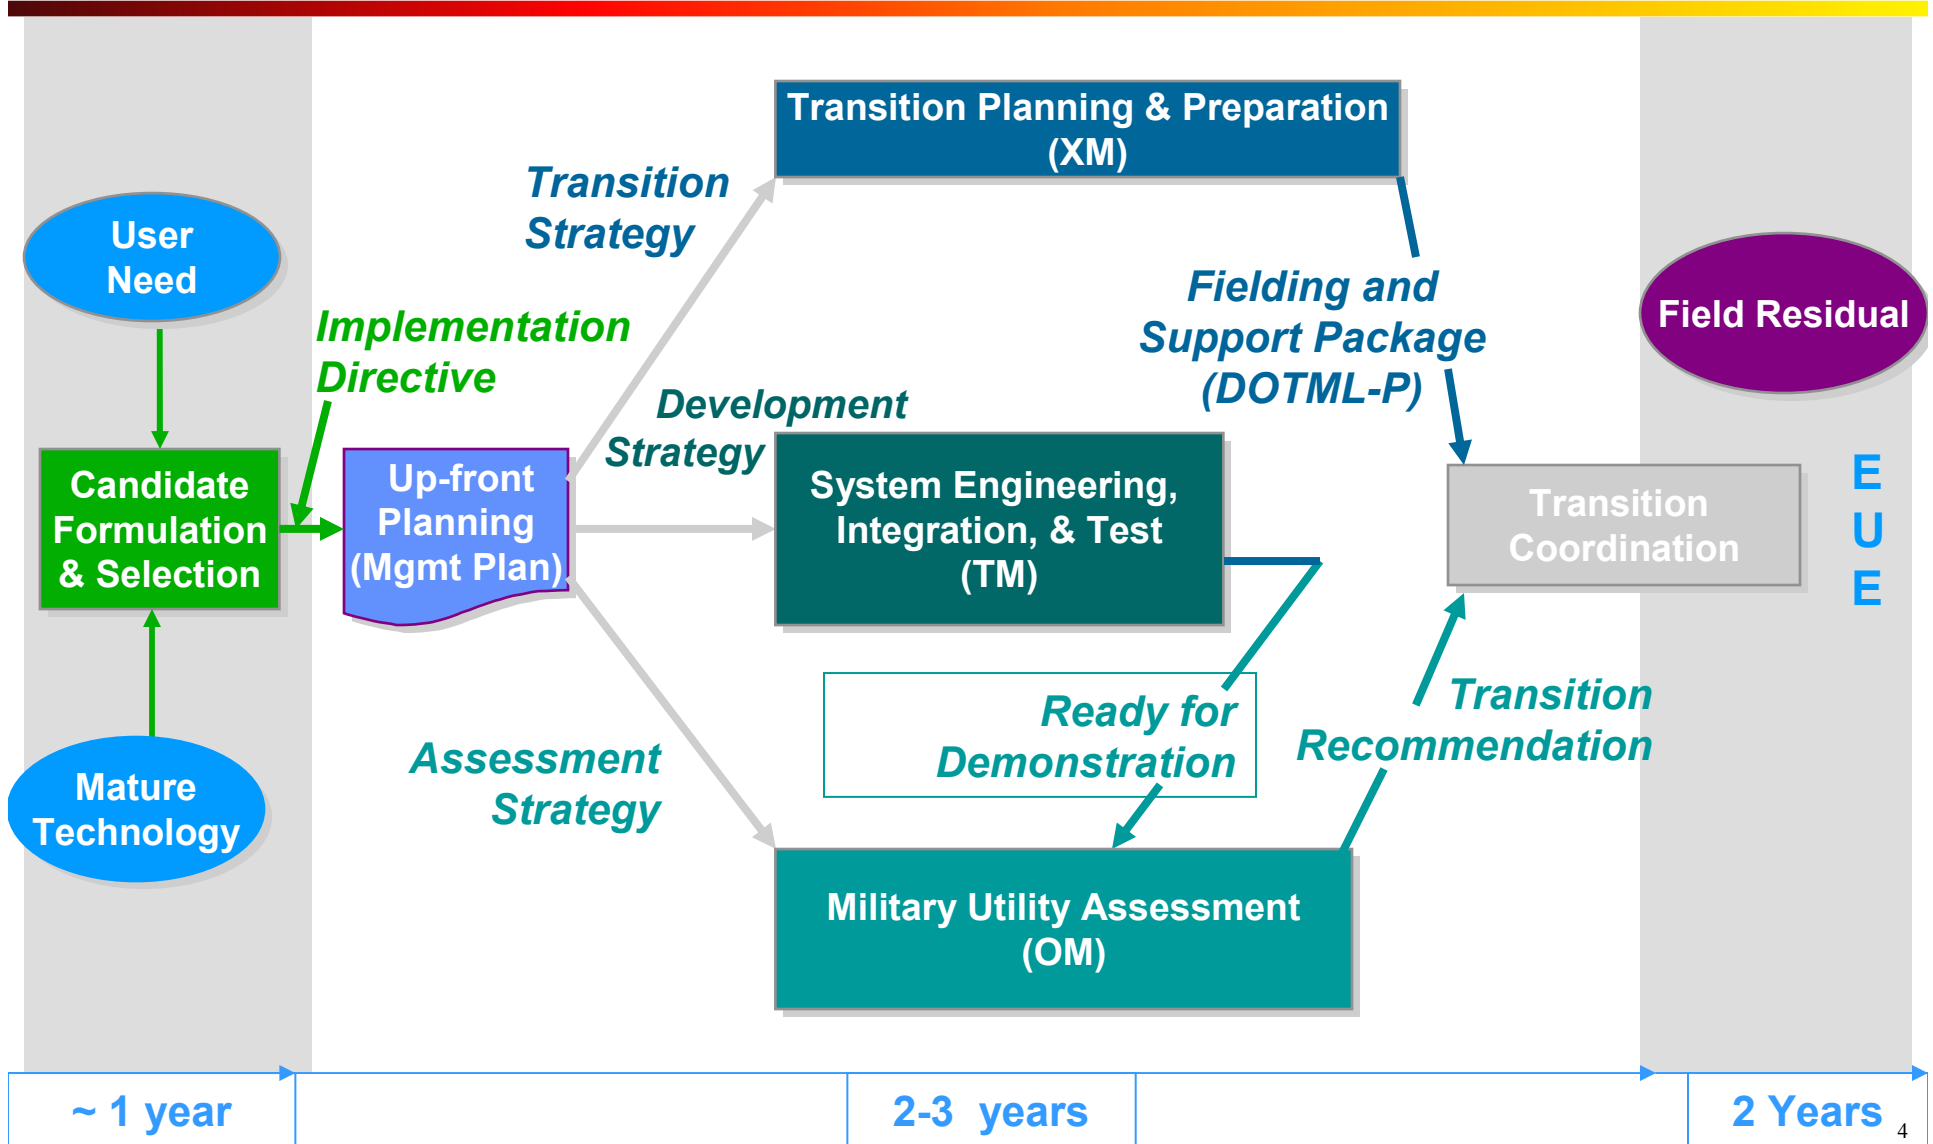 Transition Planning & Preparation
(XM)
Transition
Strategy
User
Need
Implementation
Directive
Fielding and
Support Package
(DOTML-P)
Field Residual
Development
Strategy
Candidate
Formulation
& Selection
Up-front
Planning
(Mgmt Plan)
System Engineering,
Integration, & Test
(TM)
Transition
Coordination
E
U
E
Ready for
Demonstration
Transition
Recommendation
Assessment
Strategy
Mature
Technology
Military Utility Assessment
(OM)
~ 1 year
2-3 years
2 Years
4